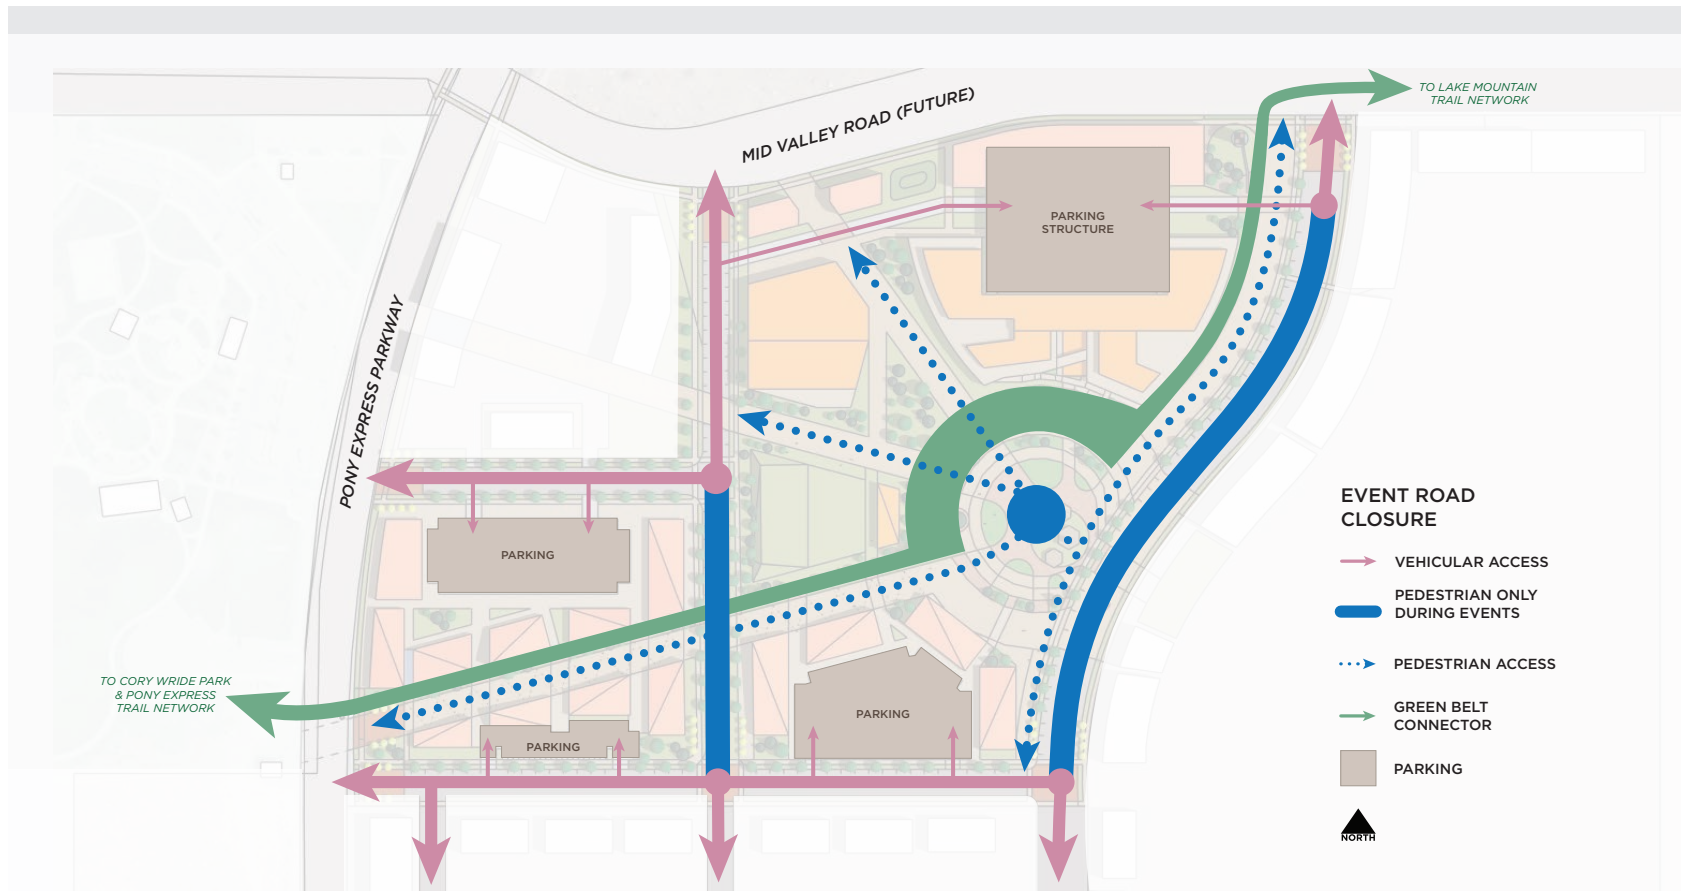 TO LAKE MOUNTAIN
TRAIL NETWORK
MID VALLEY ROAD (FUTURE)
PARKING
STRUCTURE
PONY EXPRESS PARKWAY
PARKING
TO CORY WRIDE PARK
& PONY EXPRESS
TRAIL NETWORK
PARKING
PARKING
EVENT ROAD
CLOSURE
VEHICULAR ACCESS
PEDESTRIAN ONLY
DURING EVENTS
PEDESTRIAN ACCESS
GREEN BELT
CONNECTOR
PARKING
NORTH